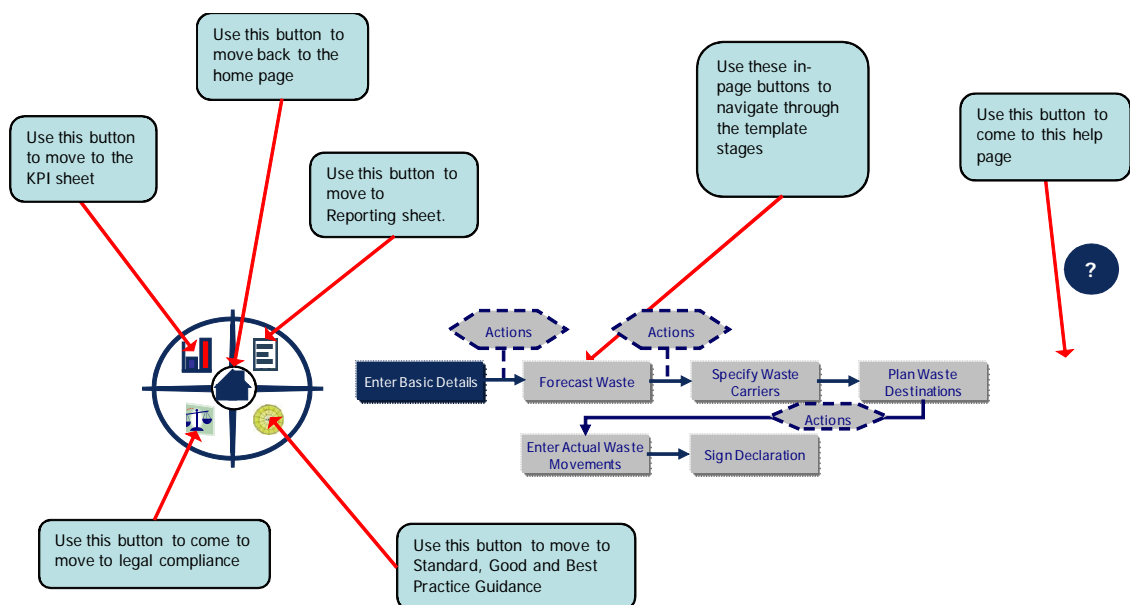 Use this button to
move back to the
home page
Use these in-
page buttons to
navigate through
the template
stages
Use this button to
come to this help
page
Use this button
to move to the
KPI sheet
Use this button to
move to
Reporting sheet.
?
Actions
Actions
Enter Basic Details
Forecast Waste
Specify Waste
Carriers
Plan Waste
Destinations
Actions
Enter Actual Waste
Movements
Sign Declaration
Use this button to come to
move to legal compliance
Use this button to move to
Standard, Good and Best
Practice Guidance